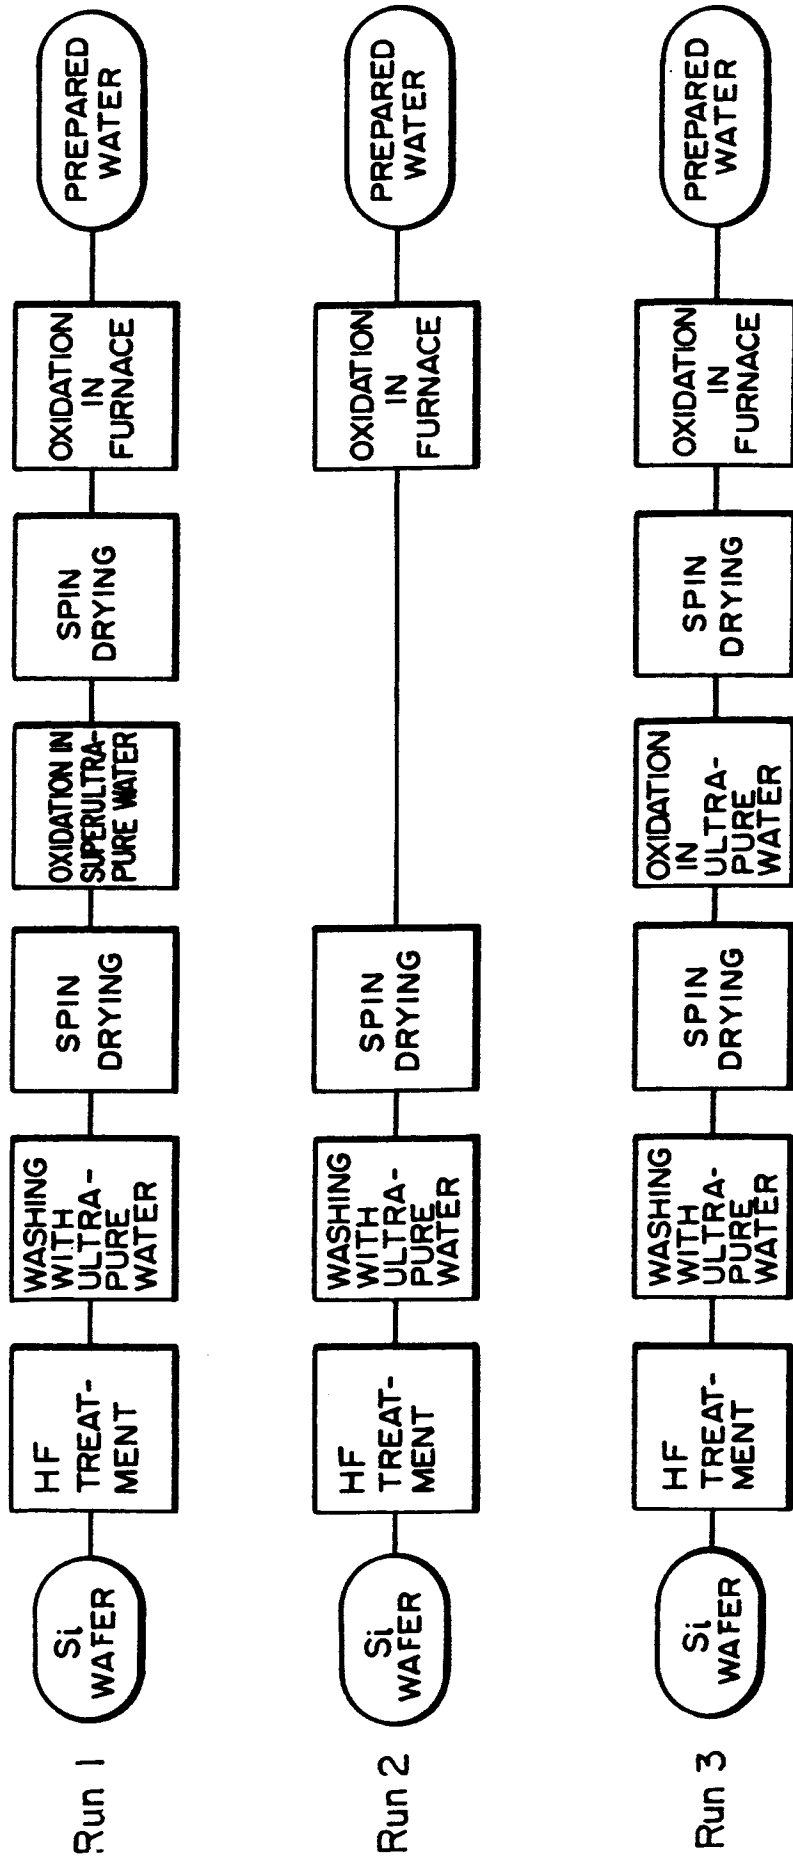 Run 1
Si
WAFER
HF
TREAT-
MENT
WASHING
WITH
ULTRA-
PURE
WATER
SPIN
DRYING
OXIDATION IN
SUPERULTRA-
PURE WATER
SPIN
DRYING
OXIDATION
IN
FURNACE
PREPARED
WATER
Run 2
Si
WAFER
HF
TREAT-
MENT
WASHING
WITH
ULTRA-
PURE
WATER
SPIN
DRYING
OXIDATION
IN
FURNACE
PREPARED
WATER
Run 3
Si
WAFER
HF
TREAT-
MENT
WASHING
WITH
ULTRA-
PURE
WATER
SPIN
DRYING
OXIDATION
IN
ULTRA-
PURE
WATER
SPIN
DRYING
OXIDATION
IN
FURNACE
PREPARED
WATER